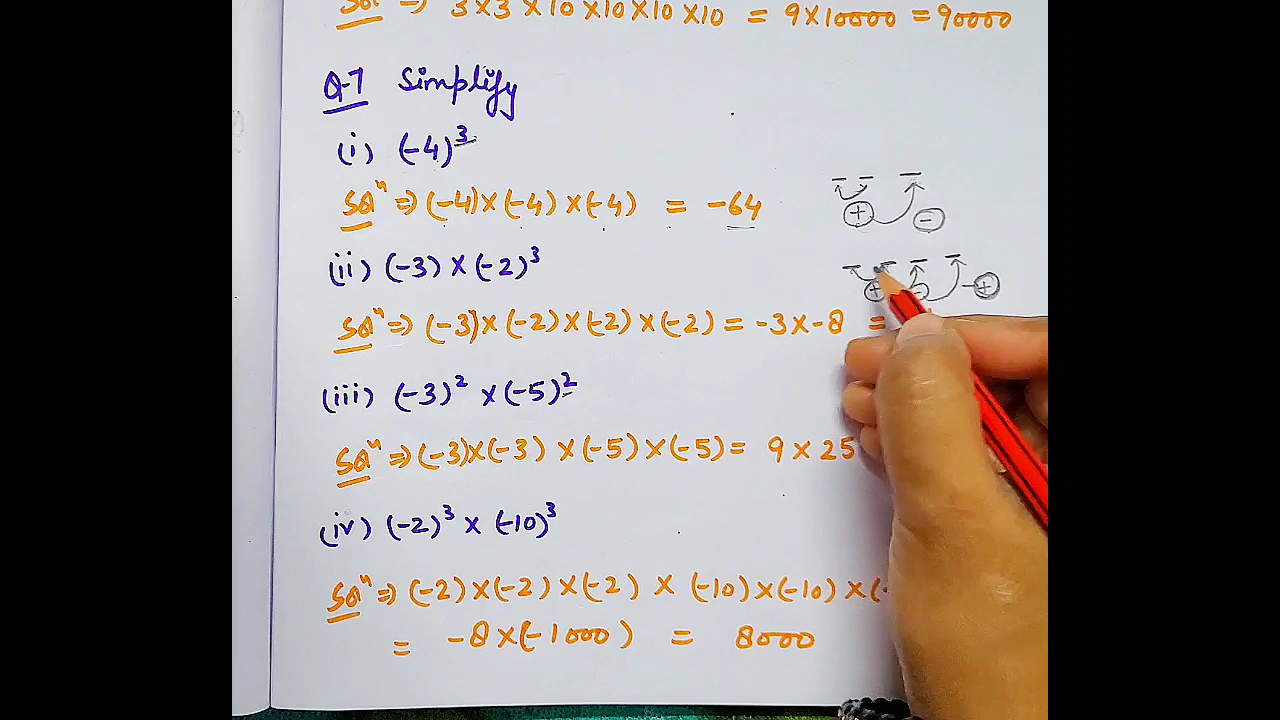 Solⁿ ⇒ 3×3×10×10×10×10 = 9×10000 = 90000
Q-7 Simplify
(i) (-4)³
Solⁿ ⇒ (-4)×(-4)×(-4) = -64
(ii) (-3)×(-2)³
Solⁿ ⇒ (-3)×(-2)×(-2)×(-2) = -3×-8 =
(iii) (-3)² ×(-5)²
Solⁿ ⇒ (-3)×(-3) ×(-5)×(-5) = 9×25
(iv) (-2)³ × (-10)³
Solⁿ ⇒ (-2)×(-2)×(-2) × (-10)×(-10)×(-
= -8×(-1000) = 8000
- - -
+ -
- - - -
+ - - +